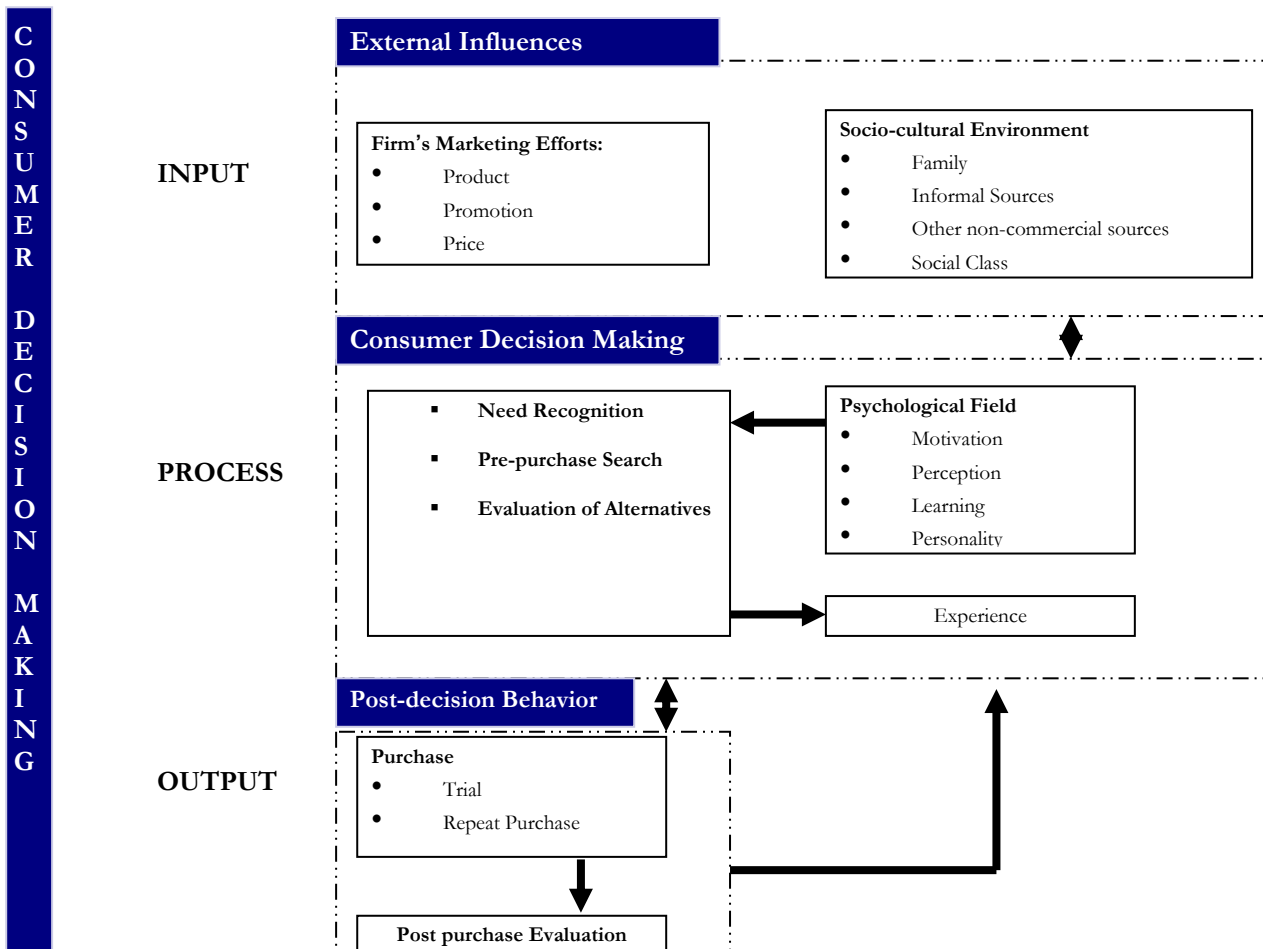 CONSUMER DECISION MAKING
External Influences
INPUT
Firm's Marketing Efforts:
• Product
• Promotion
• Price
Socio-cultural Environment
• Family
• Informal Sources
• Other non-commercial sources
• Social Class
Consumer Decision Making
PROCESS
▪ Need Recognition
▪ Pre-purchase Search
▪ Evaluation of Alternatives
Psychological Field
• Motivation
• Perception
• Learning
• Personality
Experience
Post-decision Behavior
OUTPUT
Purchase
• Trial
• Repeat Purchase
Post purchase Evaluation